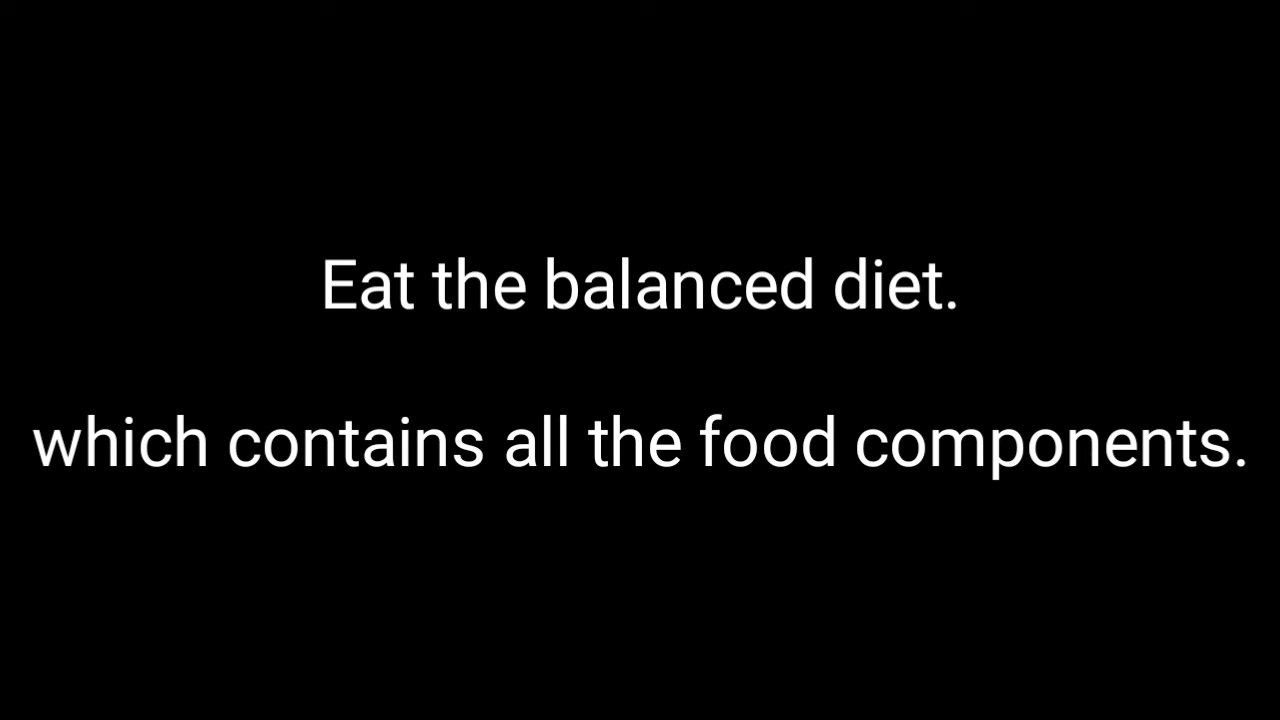 Eat the balanced diet.
which contains all the food components.